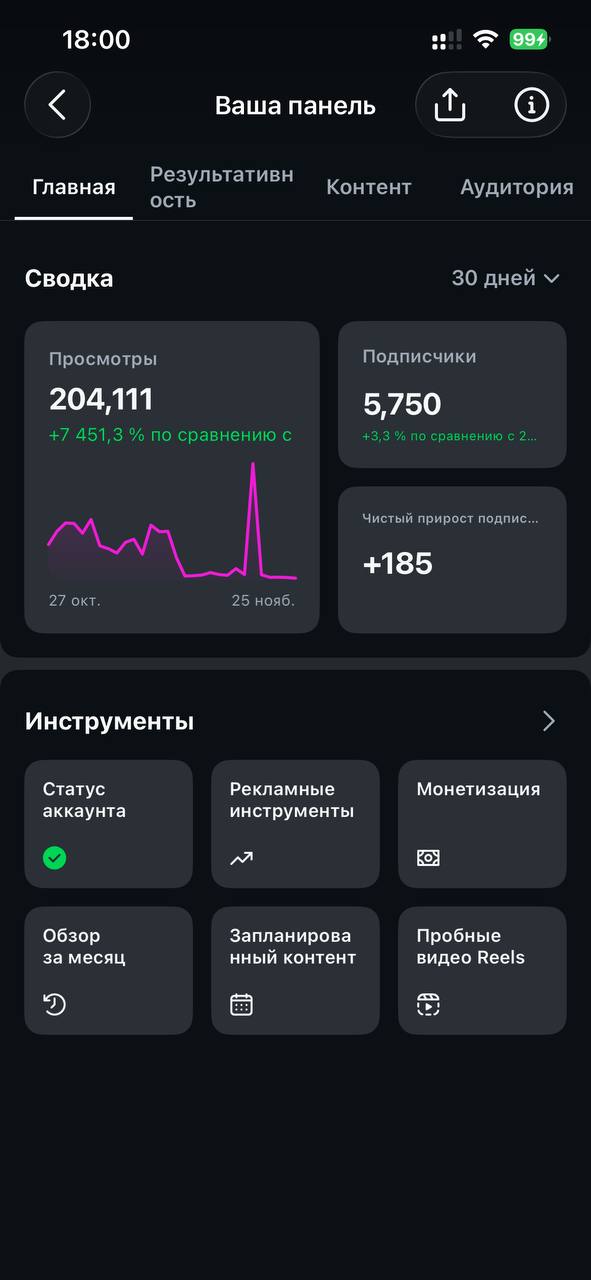 18:00
99
Ваша панель
Главная
Результативн
ость
Контент
Аудитория
Сводка
30 дней
Просмотры
204,111
+7 451,3 % по сравнению с
27 окт.
25 нояб.
Подписчики
5,750
+3,3 % по сравнению с 2...
Чистый прирост подпис...
+185
Инструменты
Статус
аккаунта
Рекламные
инструменты
Монетизация
Обзор
за месяц
Запланирова
нный контент
Пробные
видео Reels